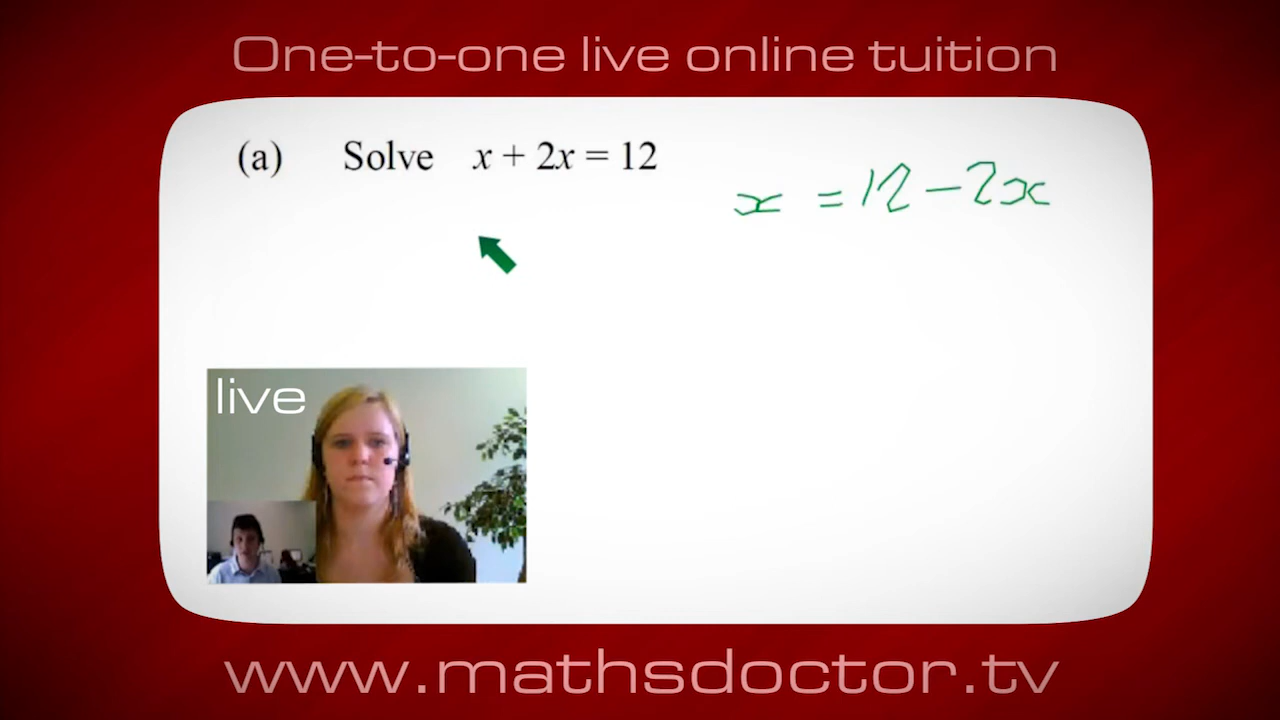 One-to-one live online tuition
(a) Solve x + 2x = 12
x = 12 - 2x
live
www.mathsdoctor.tv